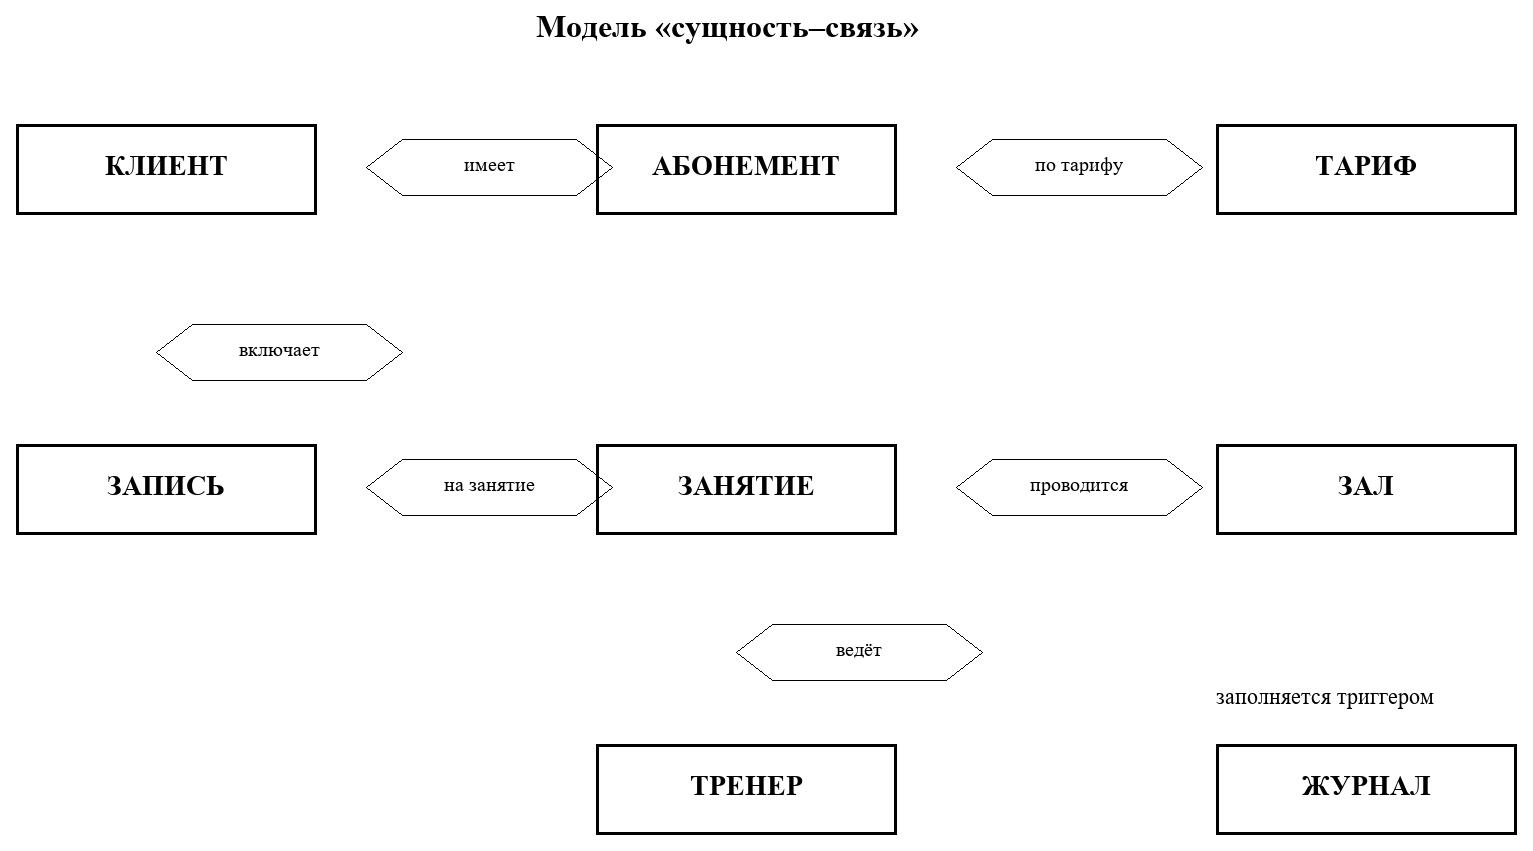 Модель «сущность–связь»
КЛИЕНТ
имеет
АБОНЕМЕНТ
по тарифу
ТАРИФ
включает
ЗАПИСЬ
на занятие
ЗАНЯТИЕ
проводится
ЗАЛ
ведёт
заполняется триггером
ТРЕНЕР
ЖУРНАЛ